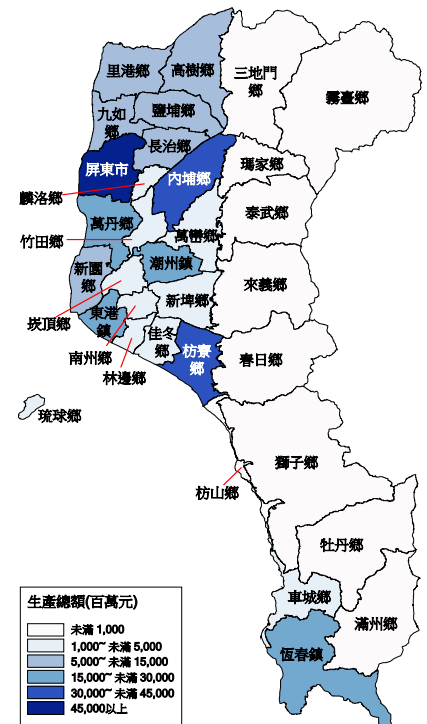 里港鄉
高樹鄉
三地門
鄉
霧臺鄉
九如
鄉
鹽埔鄉
長治鄉
屏東市
內埔鄉
瑪家鄉
麟洛鄉
萬丹鄉
泰武鄉
竹田鄉
萬巒鄉
新園
鄉
潮州鎮
來義鄉
新埤鄉
崁頂鄉
東港
鎮
佳冬
鄉
枋寮
鄉
南州鄉
春日鄉
林邊鄉
琉球鄉
獅子鄉
枋山鄉
牡丹鄉
車城鄉
滿州鄉
恆春鎮
生產總額(百萬元)
未滿 1,000
1,000~ 未滿 5,000
5,000~ 未滿 15,000
15,000~ 未滿 30,000
30,000~ 未滿 45,000
45,000以上